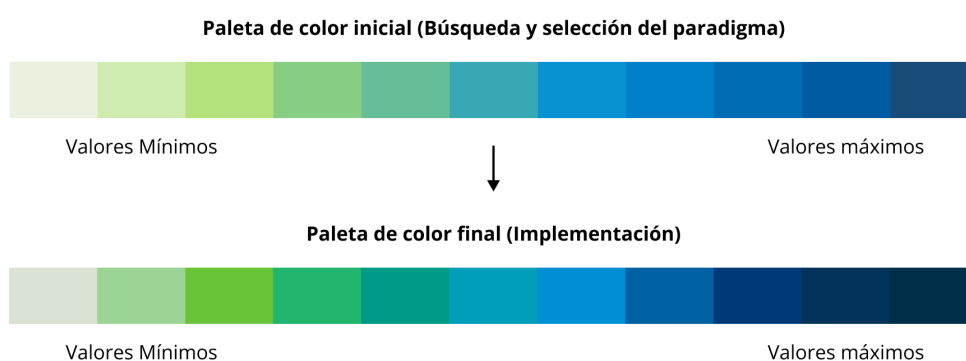 Paleta de color inicial (Búsqueda y selección del paradigma)
Valores Mínimos
Valores máximos
Paleta de color final (Implementación)
Valores Mínimos
Valores máximos